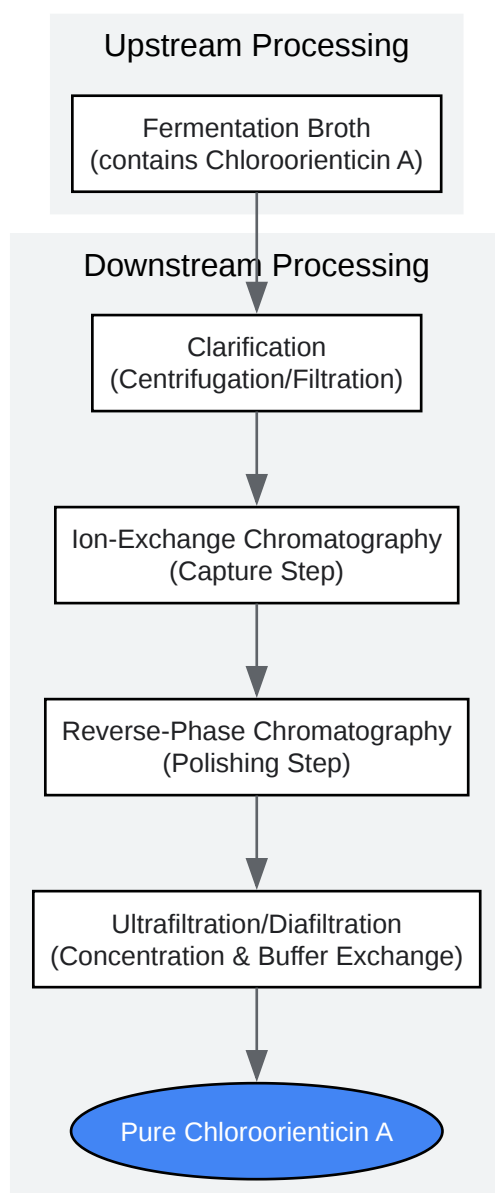 Upstream Processing
Fermentation Broth
(contains Chloroorienticin A)
Downstream Processing
Clarification
(Centrifugation/Filtration)
Ion-Exchange Chromatography
(Capture Step)
Reverse-Phase Chromatography
(Polishing Step)
Ultrafiltration/Diafiltration
(Concentration & Buffer Exchange)
Pure Chloroorienticin A